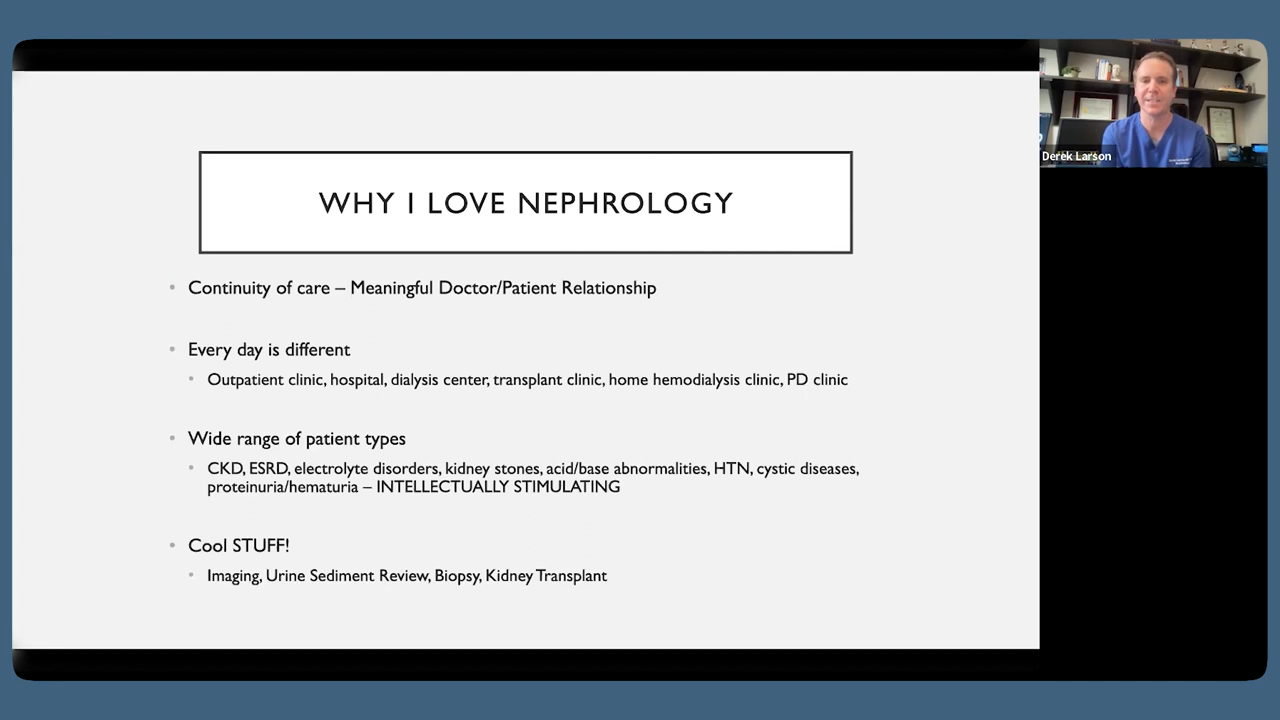 WHY I LOVE NEPHROLOGY
Continuity of care – Meaningful Doctor/Patient Relationship
Every day is different
Outpatient clinic, hospital, dialysis center, transplant clinic, home hemodialysis clinic, PD clinic
Wide range of patient types
CKD, ESRD, electrolyte disorders, kidney stones, acid/base abnormalities, HTN, cystic diseases,
proteinuria/hematuria – INTELLECTUALLY STIMULATING
Cool STUFF!
Imaging, Urine Sediment Review, Biopsy, Kidney Transplant
Derek Larson